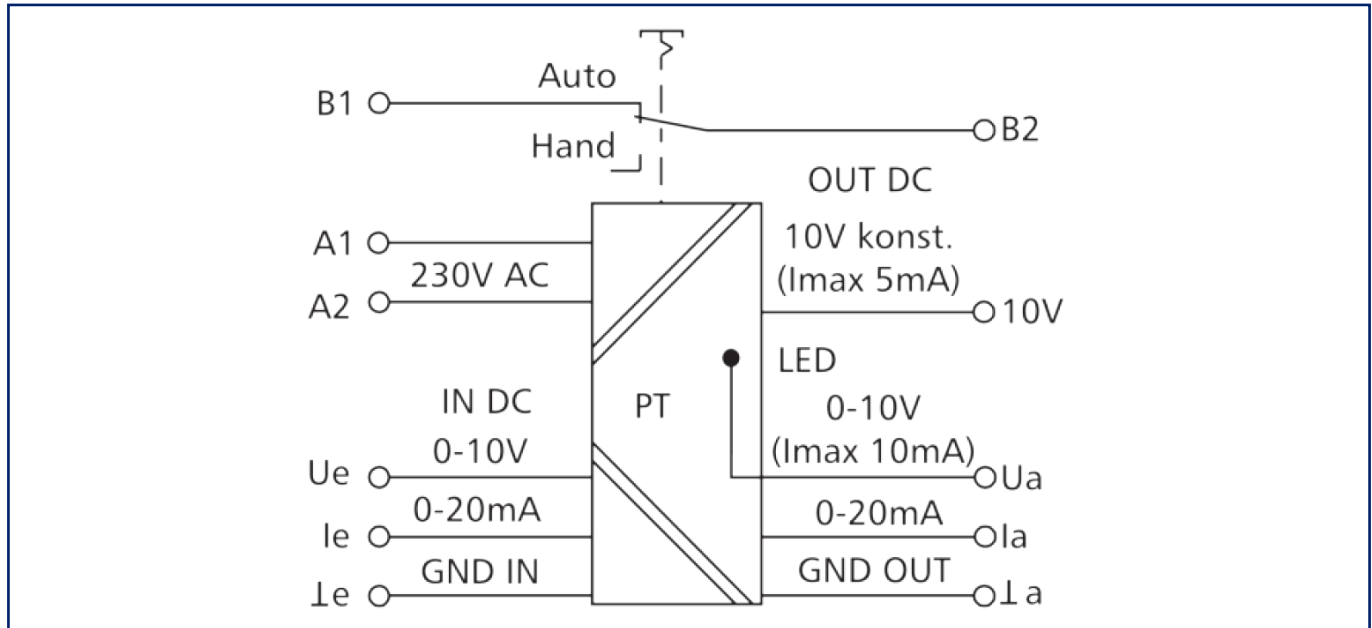 Auto
B1
B2
Hand
OUT DC
A1
10V konst.
230V AC
(Imax 5mA)
A2
10V
LED
IN DC
PT
0-10V
0-10V
(Imax 10mA)
Ue
Ua
0-20mA
0-20mA
Ie
Ia
GND IN
GND OUT
⊥e
⊥a